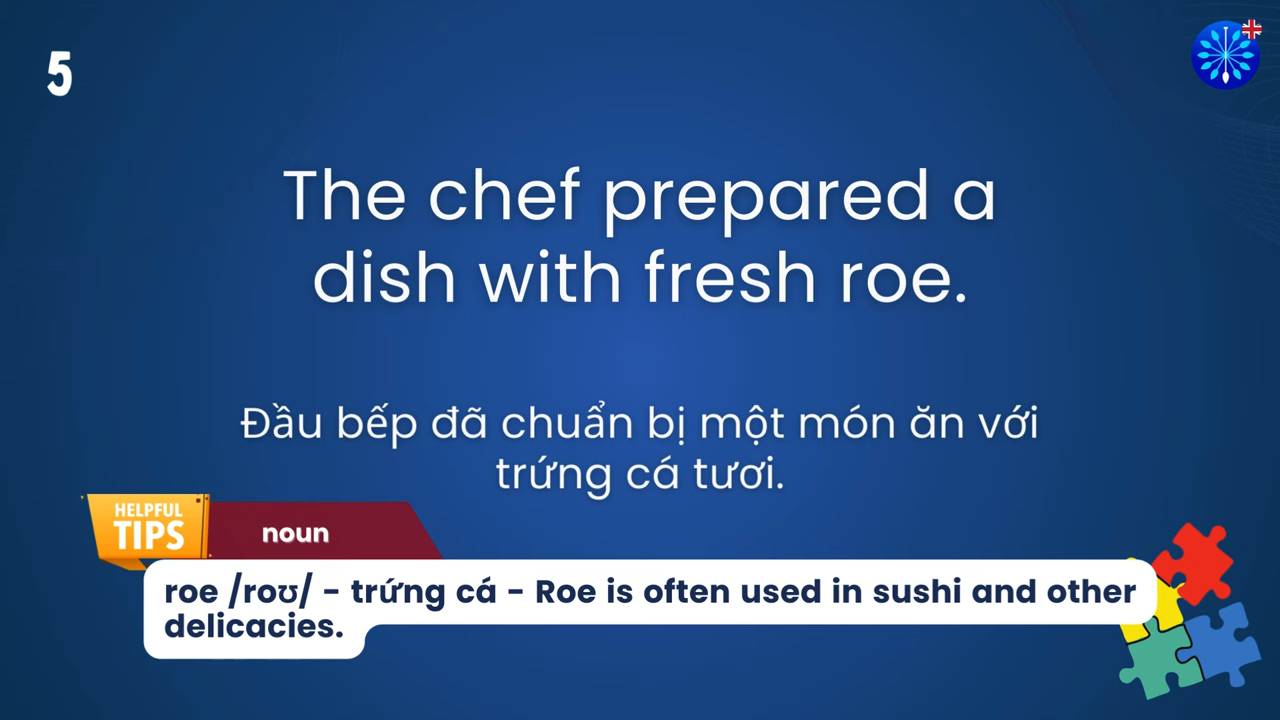 5
The chef prepared a
dish with fresh roe.
Đầu bếp đã chuẩn bị một món ăn với
trứng cá tươi.
HELPFUL
TIPS
noun
roe /roʊ/ - trứng cá - Roe is often used in sushi and other
delicacies.